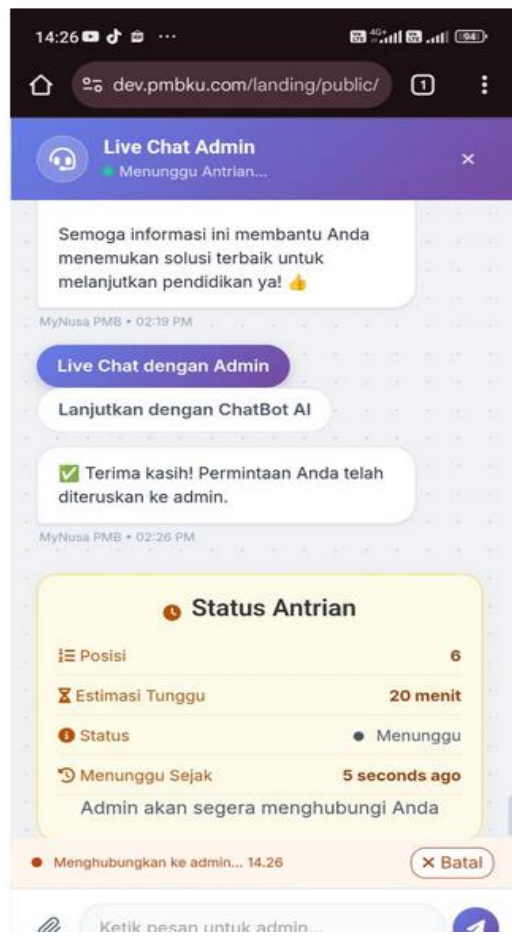 14:26
4G+
94
dev.pmbku.com/landing/public/
1
Live Chat Admin
Menunggu Antrian...
Semoga informasi ini membantu Anda
menemukan solusi terbaik untuk
melanjutkan pendidikan ya! 👍
MyNusa PMB • 02:19 PM
Live Chat dengan Admin
Lanjutkan dengan ChatBot AI
✅ Terima kasih! Permintaan Anda telah
diteruskan ke admin.
MyNusa PMB • 02:26 PM
Status Antrian
Posisi 6
Estimasi Tunggu 20 menit
Status ● Menunggu
Menunggu Sejak 5 seconds ago
Admin akan segera menghubungi Anda
Menghubungkan ke admin... 14.26
× Batal
Ketik pesan untuk admin...